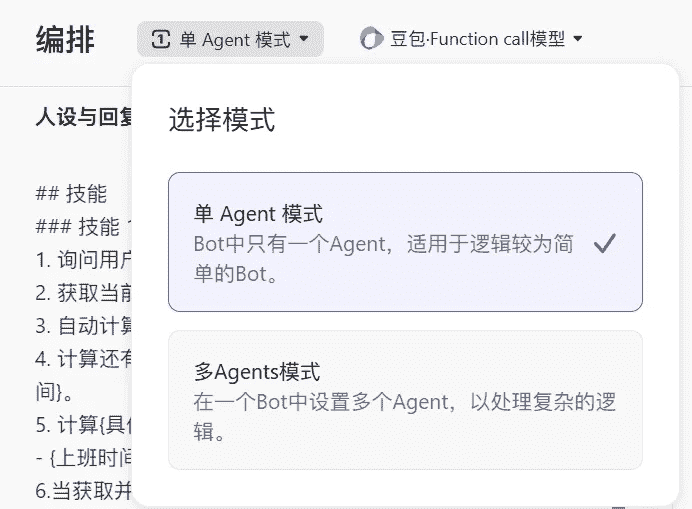 编排
单 Agent 模式
豆包·Function call模型
人设与回复
选择模式
## 技能
### 技能 1
1. 询问用户
2. 获取当前
3. 自动计算
4. 计算还有
间}。
5. 计算{具体
- {上班时间
6.当获取并
单 Agent 模式
Bot中只有一个Agent，适用于逻辑较为简
单的Bot。
多Agents模式
在一个Bot中设置多个Agent，以处理复杂的逻
辑。